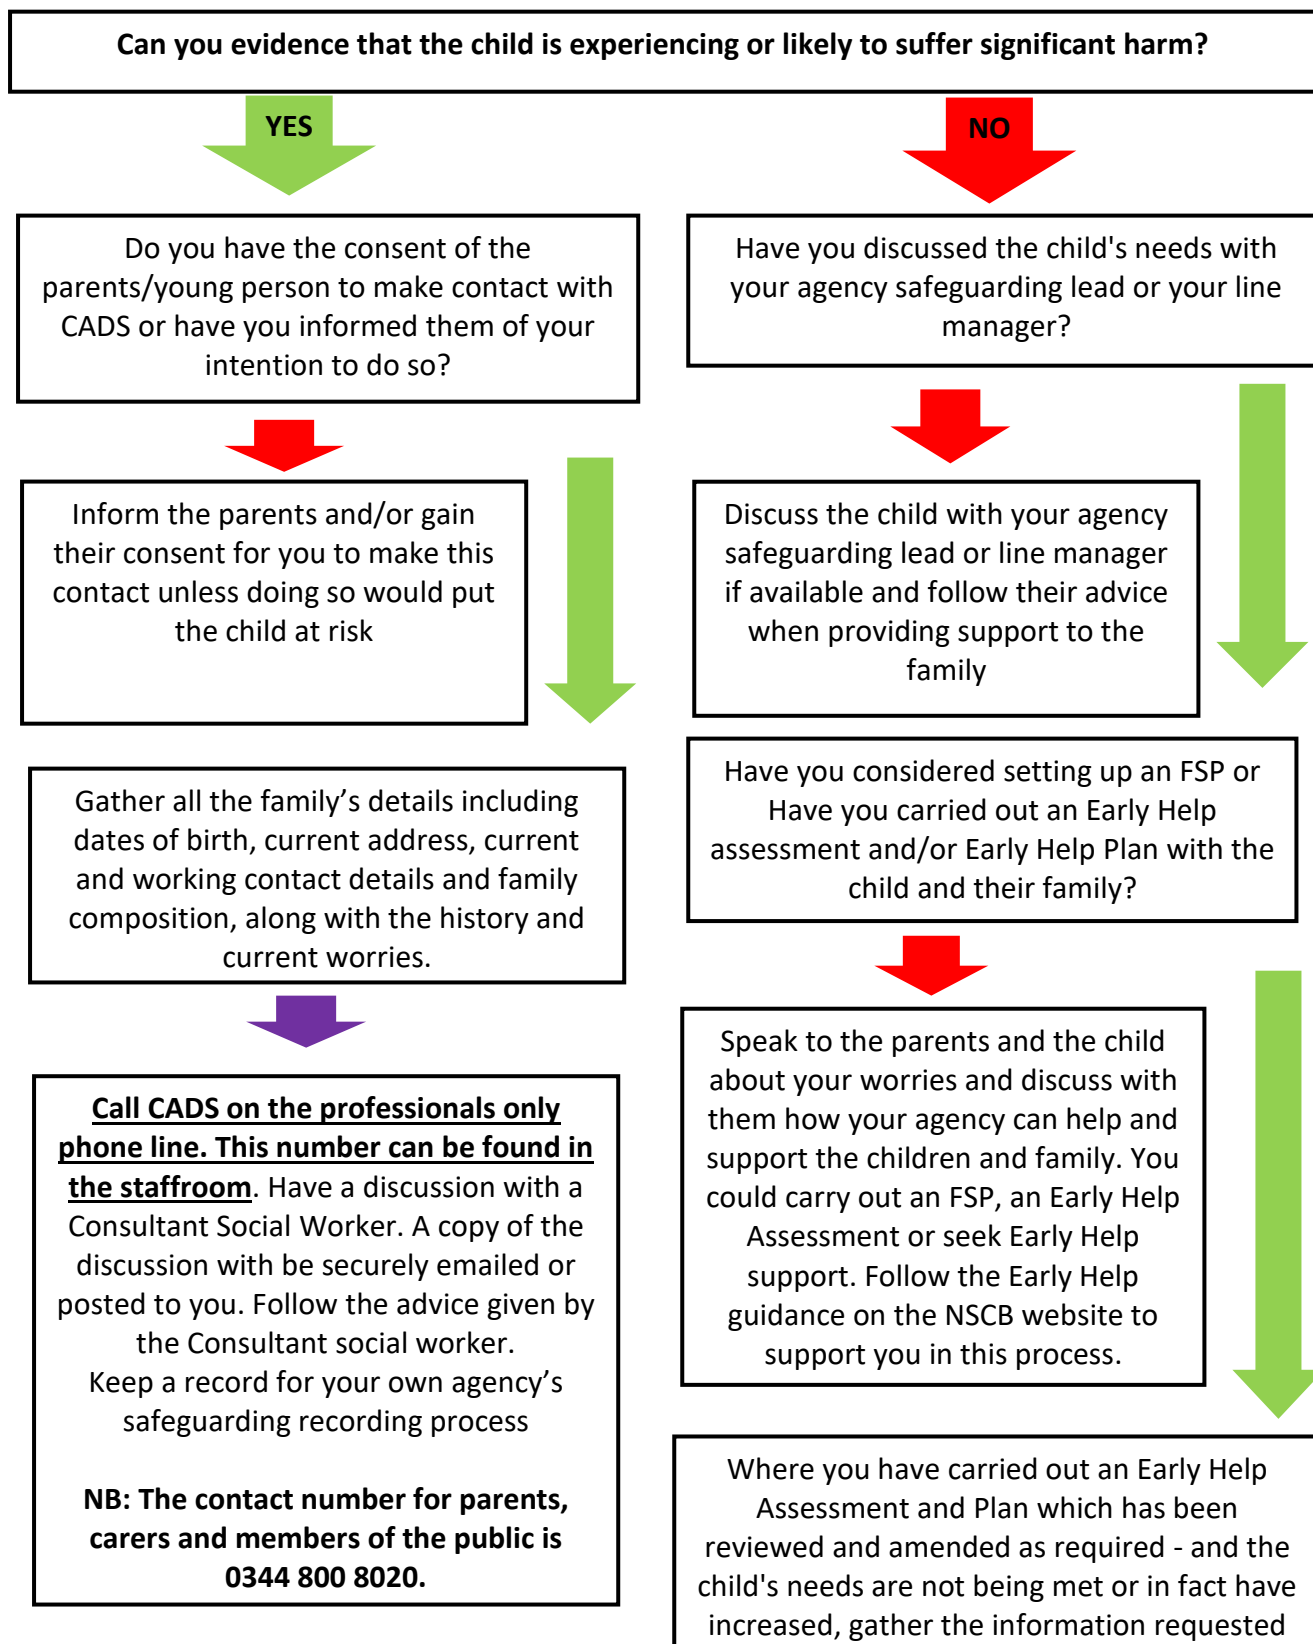 Can you evidence that the child is experiencing or likely to suffer significant harm?
YES
NO
Do you have the consent of the
parents/young person to make contact with
CADS or have you informed them of your
intention to do so?
Have you discussed the child's needs with
your agency safeguarding lead or your line
manager?
Inform the parents and/or gain
their consent for you to make this
contact unless doing so would put
the child at risk
Discuss the child with your agency
safeguarding lead or line manager
if available and follow their advice
when providing support to the
family
Gather all the family’s details including
dates of birth, current address, current
and working contact details and family
composition, along with the history and
current worries.
Have you considered setting up an FSP or
Have you carried out an Early Help
assessment and/or Early Help Plan with the
child and their family?
Call CADS on the professionals only
phone line. This number can be found in
the staffroom. Have a discussion with a
Consultant Social Worker. A copy of the
discussion with be securely emailed or
posted to you. Follow the advice given by
the Consultant social worker.
Keep a record for your own agency’s
safeguarding recording process
NB: The contact number for parents,
carers and members of the public is
0344 800 8020.
Speak to the parents and the child
about your worries and discuss with
them how your agency can help and
support the children and family. You
could carry out an FSP, an Early Help
Assessment or seek Early Help
support. Follow the Early Help
guidance on the NSCB website to
support you in this process.
Where you have carried out an Early Help
Assessment and Plan which has been
reviewed and amended as required - and the
child's needs are not being met or in fact have
increased, gather the information requested